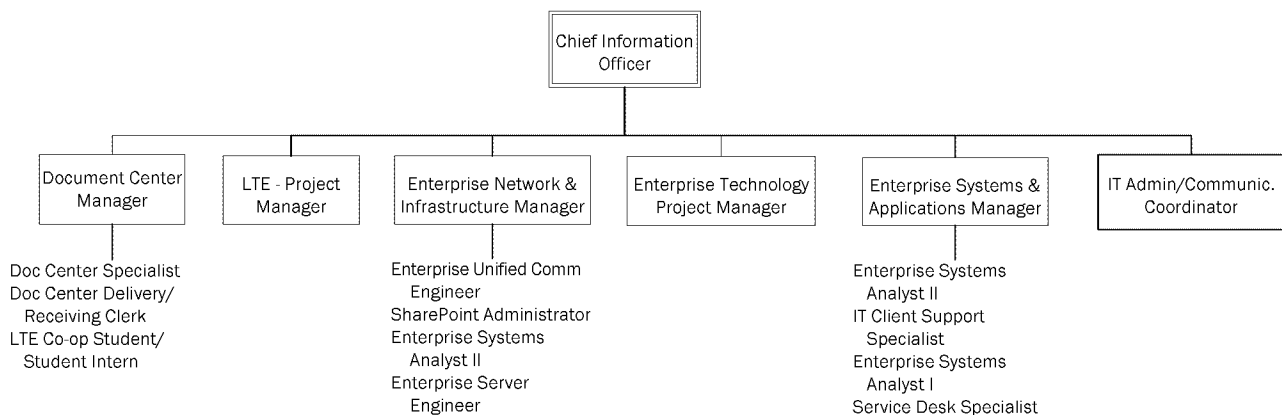 Chief Information
Officer
Document Center
Manager
LTE - Project
Manager
Enterprise Network &
Infrastructure Manager
Enterprise Technology
Project Manager
Enterprise Systems &
Applications Manager
IT Admin/Communic.
Coordinator
Doc Center Specialist
Doc Center Delivery/
Receiving Clerk
LTE Co-op Student/
Student Intern
Enterprise Unified Comm
Engineer
SharePoint Administrator
Enterprise Systems
Analyst II
Enterprise Server
Engineer
Enterprise Systems
Analyst II
IT Client Support
Specialist
Enterprise Systems
Analyst I
Service Desk Specialist